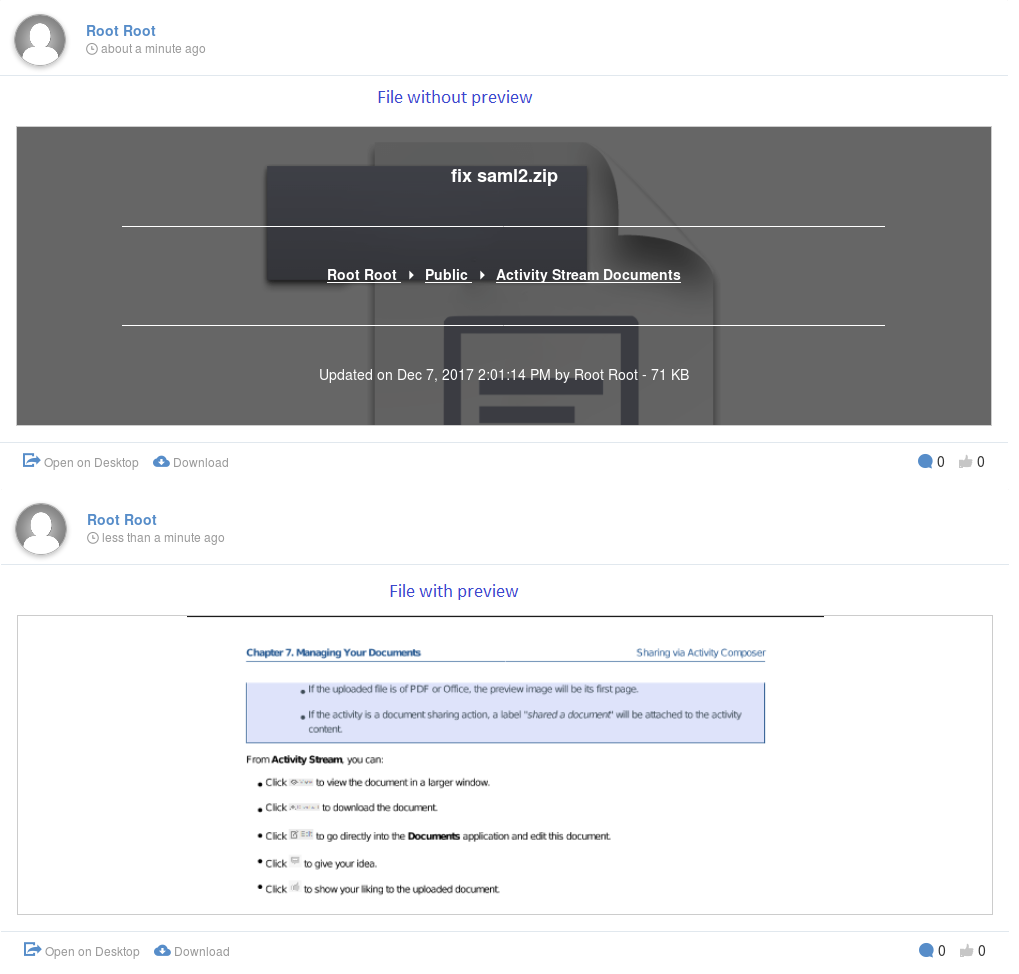 Root Root
about a minute ago
File without preview
fix saml2.zip
Root Root Public Activity Stream Documents
Updated on Dec 7, 2017 2:01:14 PM by Root Root - 71 KB
Open on Desktop Download 0 0
Root Root
less than a minute ago
File with preview
Chapter 7. Managing Your Documents Sharing via Activity Composer
• If the uploaded file is of PDF or Office, the preview image will be its first page.
• If the activity is a document sharing action, a label "shared a document" will be attached to the activity
content.
From Activity Stream, you can:
• Click to view the document in a larger window.
• Click to download the document.
• Click to go directly into the Documents application and edit this document.
• Click to give your idea.
• Click to show your liking to the uploaded document.
Open on Desktop Download 0 0